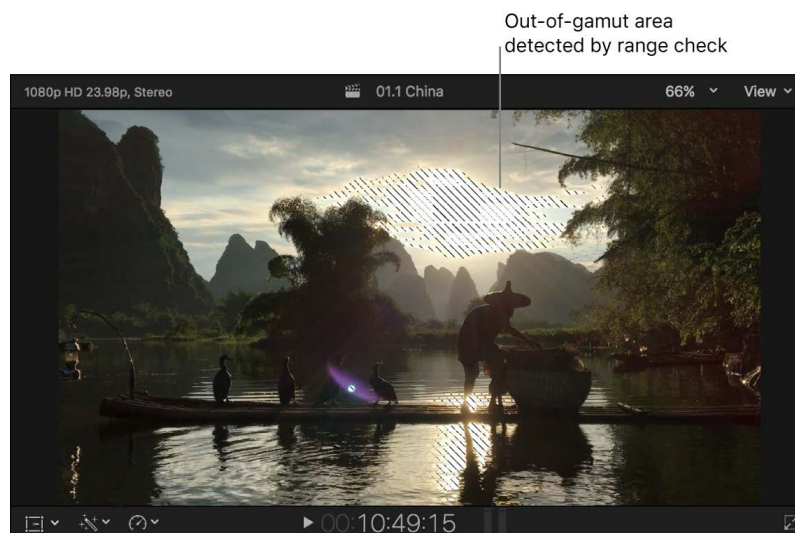 Out-of-gamut area
detected by range check
1080p HD 23.98p, Stereo
01.1 China
66%
View
00:10:49:15